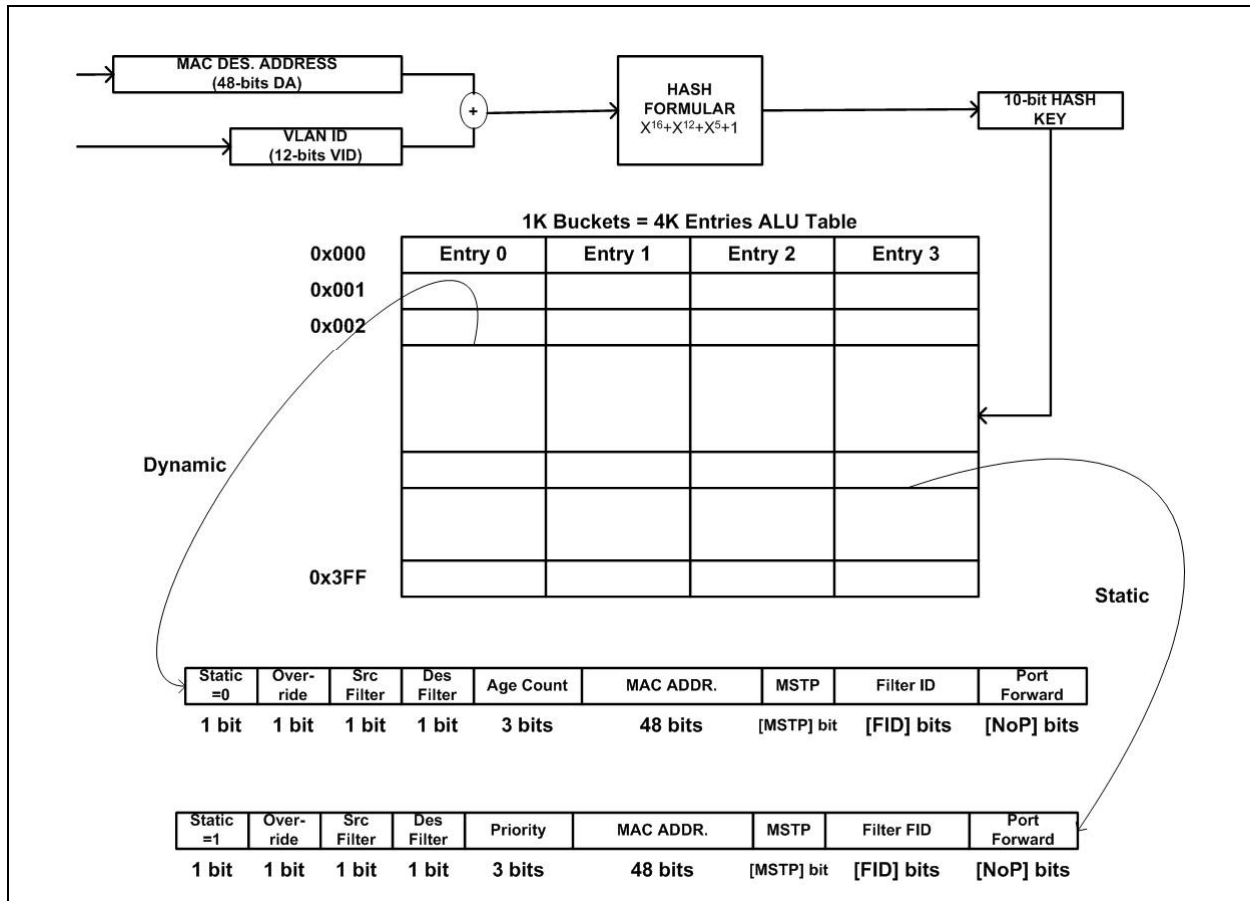 MAC DES. ADDRESS
(48-bits DA)
VLAN ID
(12-bits VID)
+
HASH
FORMULAR
X¹⁶+X¹²+X⁵+1
10-bit HASH
KEY
1K Buckets = 4K Entries ALU Table
0x000
Entry 0
Entry 1
Entry 2
Entry 3
0x001
0x002
0x3FF
Dynamic
Static
Static
=0
Over-
ride
Src
Filter
Des
Filter
Age Count
MAC ADDR.
MSTP
Filter ID
Port
Forward
1 bit
1 bit
1 bit
1 bit
3 bits
48 bits
[MSTP] bit
[FID] bits
[NoP] bits
Static
=1
Over-
ride
Src
Filter
Des
Filter
Priority
MAC ADDR.
MSTP
Filter FID
Port
Forward
1 bit
1 bit
1 bit
1 bit
3 bits
48 bits
[MSTP] bit
[FID] bits
[NoP] bits